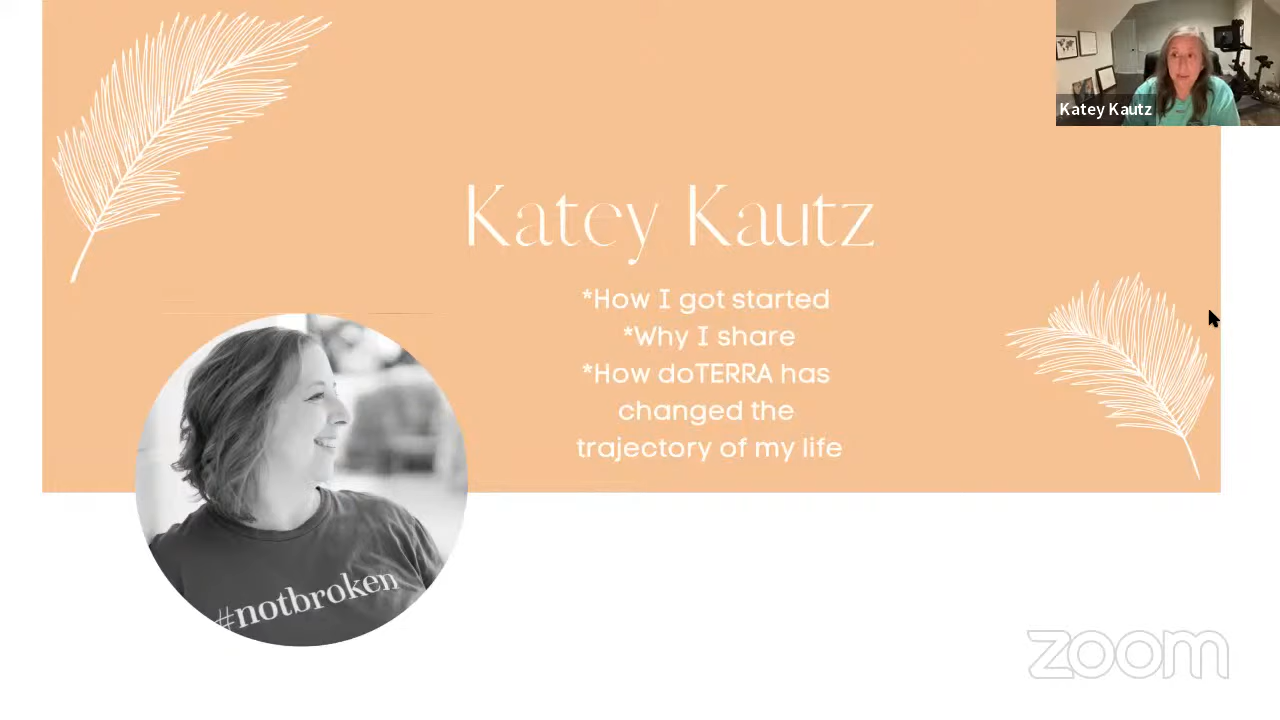 Katey Kautz
Katey Kautz
*How I got started
*Why I share
*How doTERRA has
changed the
trajectory of my life
#notbroken
zoom